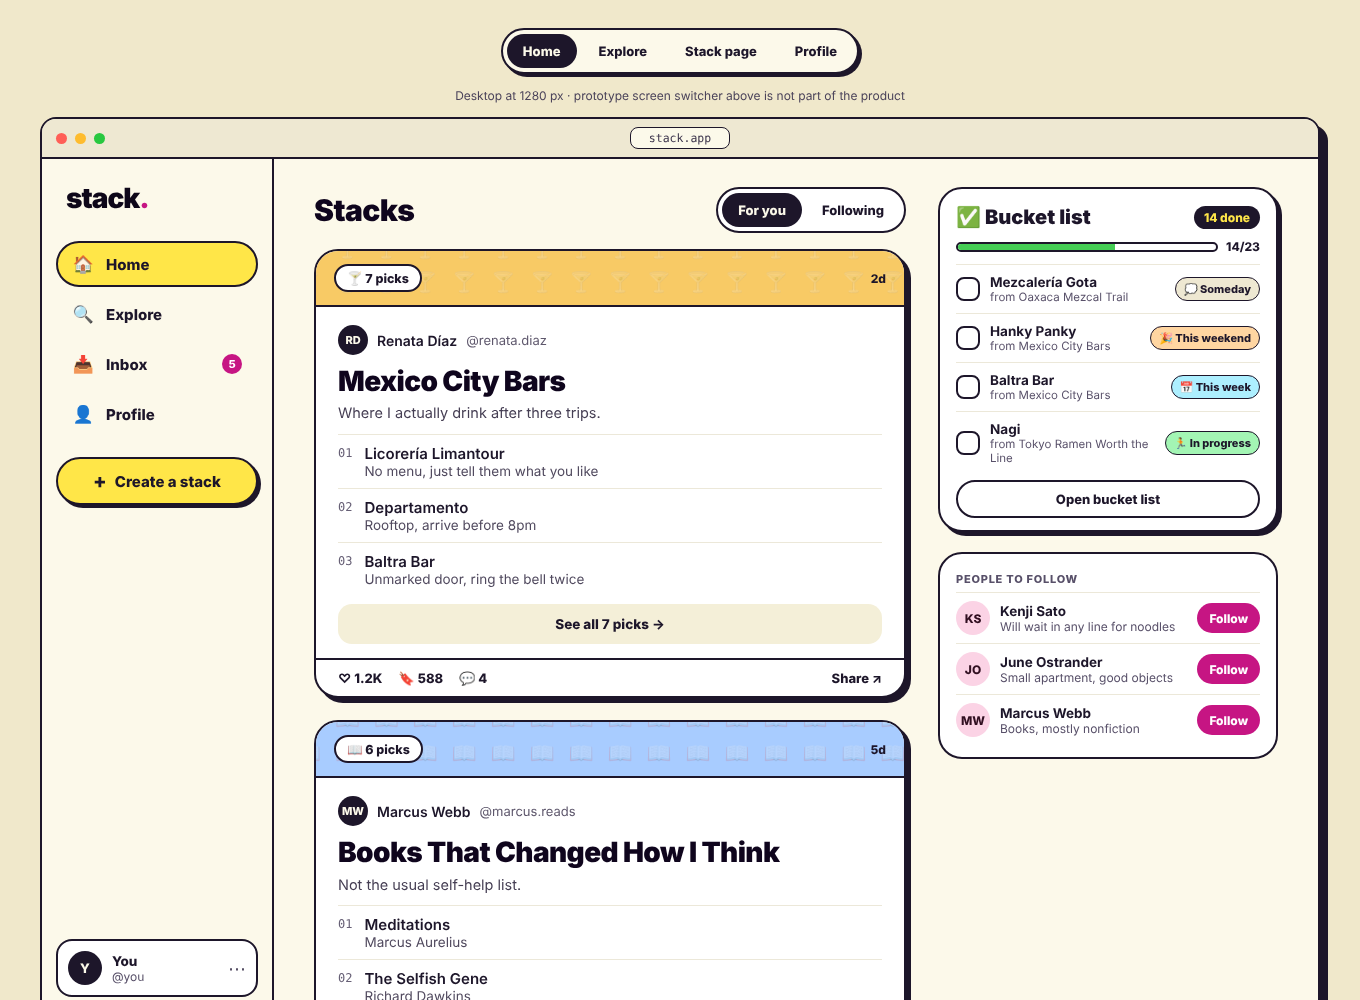 Home Explore Stack page Profile
Desktop at 1280 px · prototype screen switcher above is not part of the product
stack.app
stack.
🏠 Home
🔍 Explore
📥 Inbox 5
👤 Profile
+ Create a stack
Y You
@you
...
Stacks
For you Following
🍸 7 picks 2d
RD Renata Díaz @renata.diaz
Mexico City Bars
Where I actually drink after three trips.
01 Licorería Limantour
No menu, just tell them what you like
02 Departamento
Rooftop, arrive before 8pm
03 Baltra Bar
Unmarked door, ring the bell twice
See all 7 picks →
♡ 1.2K 🔖 588 💬 4 Share ↗
📖 6 picks 5d
MW Marcus Webb @marcus.reads
Books That Changed How I Think
Not the usual self-help list.
01 Meditations
Marcus Aurelius
02 The Selfish Gene
Richard Dawkins
✅ Bucket list 14 done
14/23
Mezcalería Gota
from Oaxaca Mezcal Trail
💭 Someday
Hanky Panky
from Mexico City Bars
🎉 This weekend
Baltra Bar
from Mexico City Bars
📅 This week
Nagi
from Tokyo Ramen Worth the
Line
🏃 In progress
Open bucket list
PEOPLE TO FOLLOW
KS Kenji Sato
Will wait in any line for noodles
Follow
JO June Ostrander
Small apartment, good objects
Follow
MW Marcus Webb
Books, mostly nonfiction
Follow